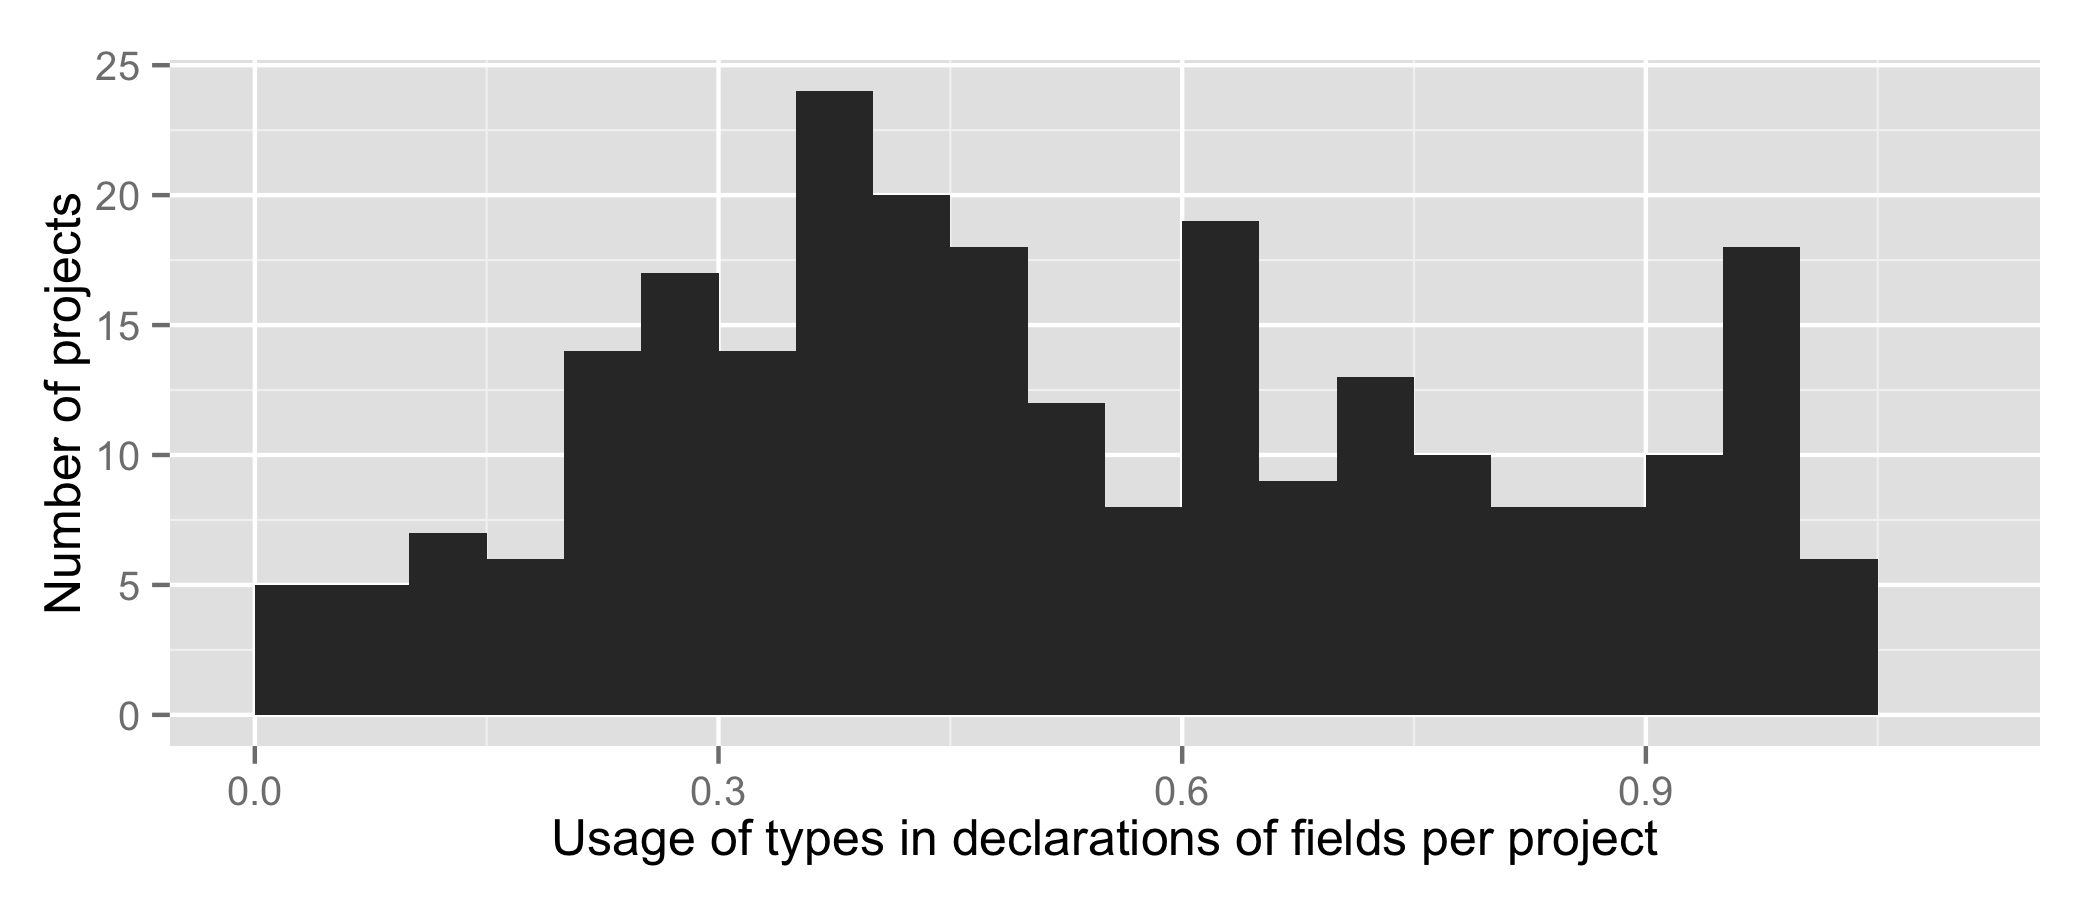 25
20
15
10
5
0
Number of projects
0.0 0.3 0.6 0.9
Usage of types in declarations of fields per project